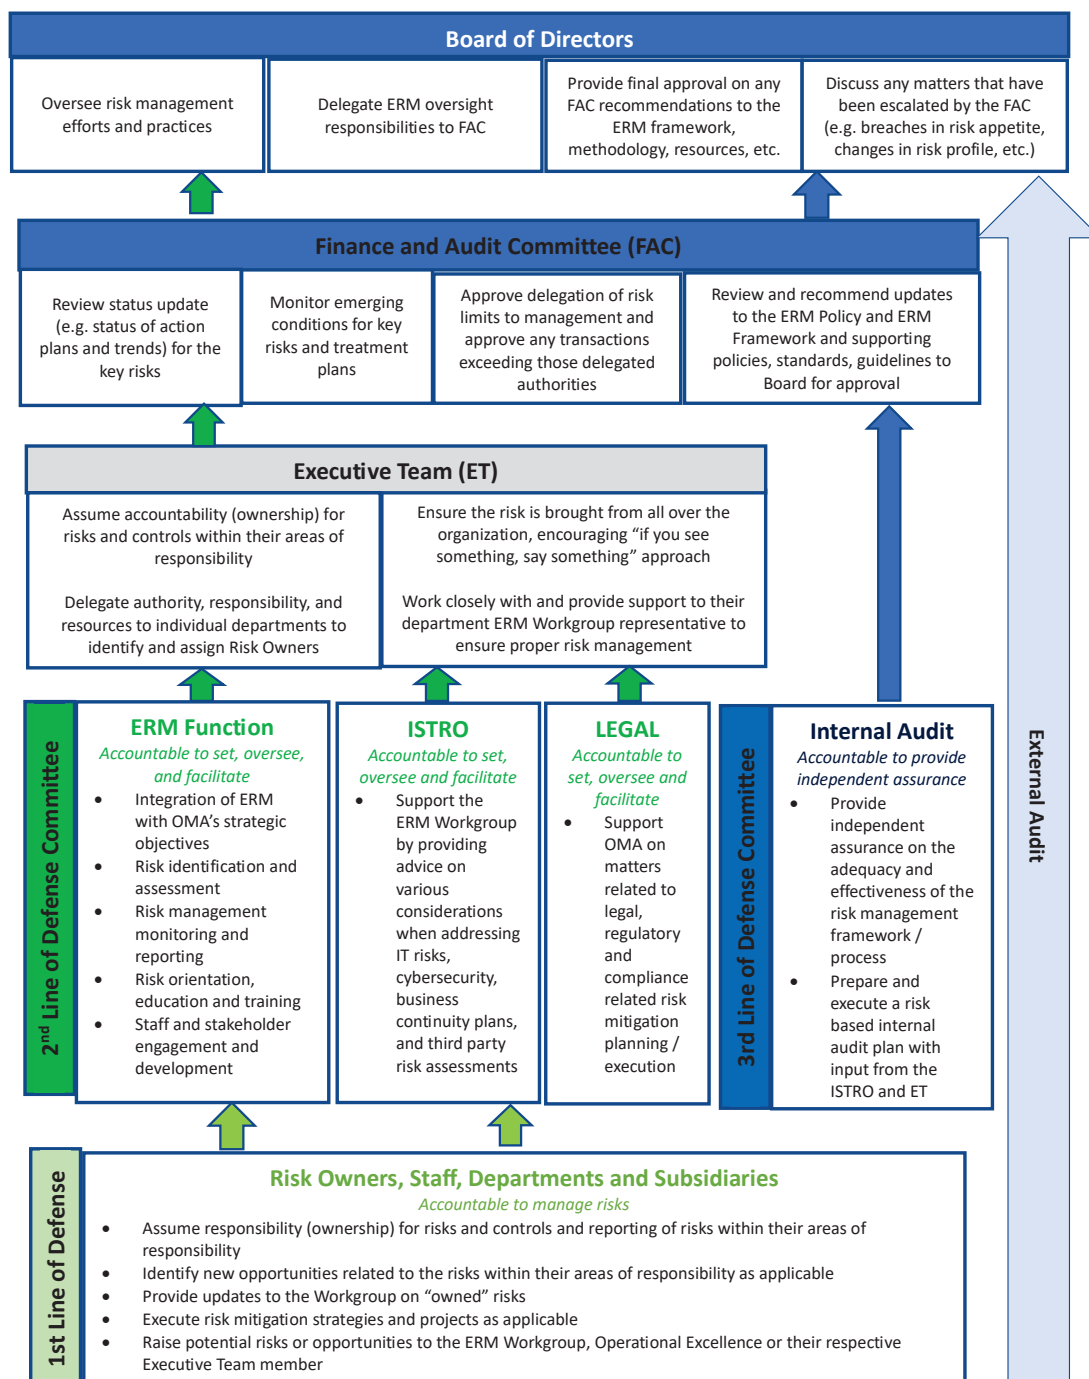 Board of Directors
Oversee risk management
efforts and practices
Delegate ERM oversight
responsibilities to FAC
Provide final approval on any
FAC recommendations to the
ERM framework,
methodology, resources, etc.
Discuss any matters that have
been escalated by the FAC
(e.g. breaches in risk appetite,
changes in risk profile, etc.)
Finance and Audit Committee (FAC)
Review status update
(e.g. status of action
plans and trends) for the
key risks
Monitor emerging
conditions for key
risks and treatment
plans
Approve delegation of risk
limits to management and
approve any transactions
exceeding those delegated
authorities
Review and recommend updates
to the ERM Policy and ERM
Framework and supporting
policies, standards, guidelines to
Board for approval
Executive Team (ET)
Assume accountability (ownership) for
risks and controls within their areas of
responsibility
Delegate authority, responsibility, and
resources to individual departments to
identify and assign Risk Owners
Ensure the risk is brought from all over the
organization, encouraging “if you see
something, say something” approach
Work closely with and provide support to their
department ERM Workgroup representative to
ensure proper risk management
2nd Line of Defense Committee
ERM Function
Accountable to set, oversee,
and facilitate
• Integration of ERM
with OMA’s strategic
objectives
• Risk identification and
assessment
• Risk management
monitoring and
reporting
• Risk orientation,
education and training
• Staff and stakeholder
engagement and
development
ISTRO
Accountable to set,
oversee and facilitate
• Support the
ERM Workgroup
by providing
advice on
various
considerations
when addressing
IT risks,
cybersecurity,
business
continuity plans,
and third party
risk assessments
LEGAL
Accountable to
set, oversee and
facilitate
• Support
OMA on
matters
related to
legal,
regulatory
and
compliance
related risk
mitigation
planning /
execution
3rd Line of Defense Committee
Internal Audit
Accountable to provide
independent assurance
• Provide
independent
assurance on the
adequacy and
effectiveness of the
risk management
framework /
process
• Prepare and
execute a risk
based internal
audit plan with
input from the
ISTRO and ET
External Audit
1st Line of Defense
Risk Owners, Staff, Departments and Subsidiaries
Accountable to manage risks
• Assume responsibility (ownership) for risks and controls and reporting of risks within their areas of
responsibility
• Identify new opportunities related to the risks within their areas of responsibility as applicable
• Provide updates to the Workgroup on “owned” risks
• Execute risk mitigation strategies and projects as applicable
• Raise potential risks or opportunities to the ERM Workgroup, Operational Excellence or their respective
Executive Team member